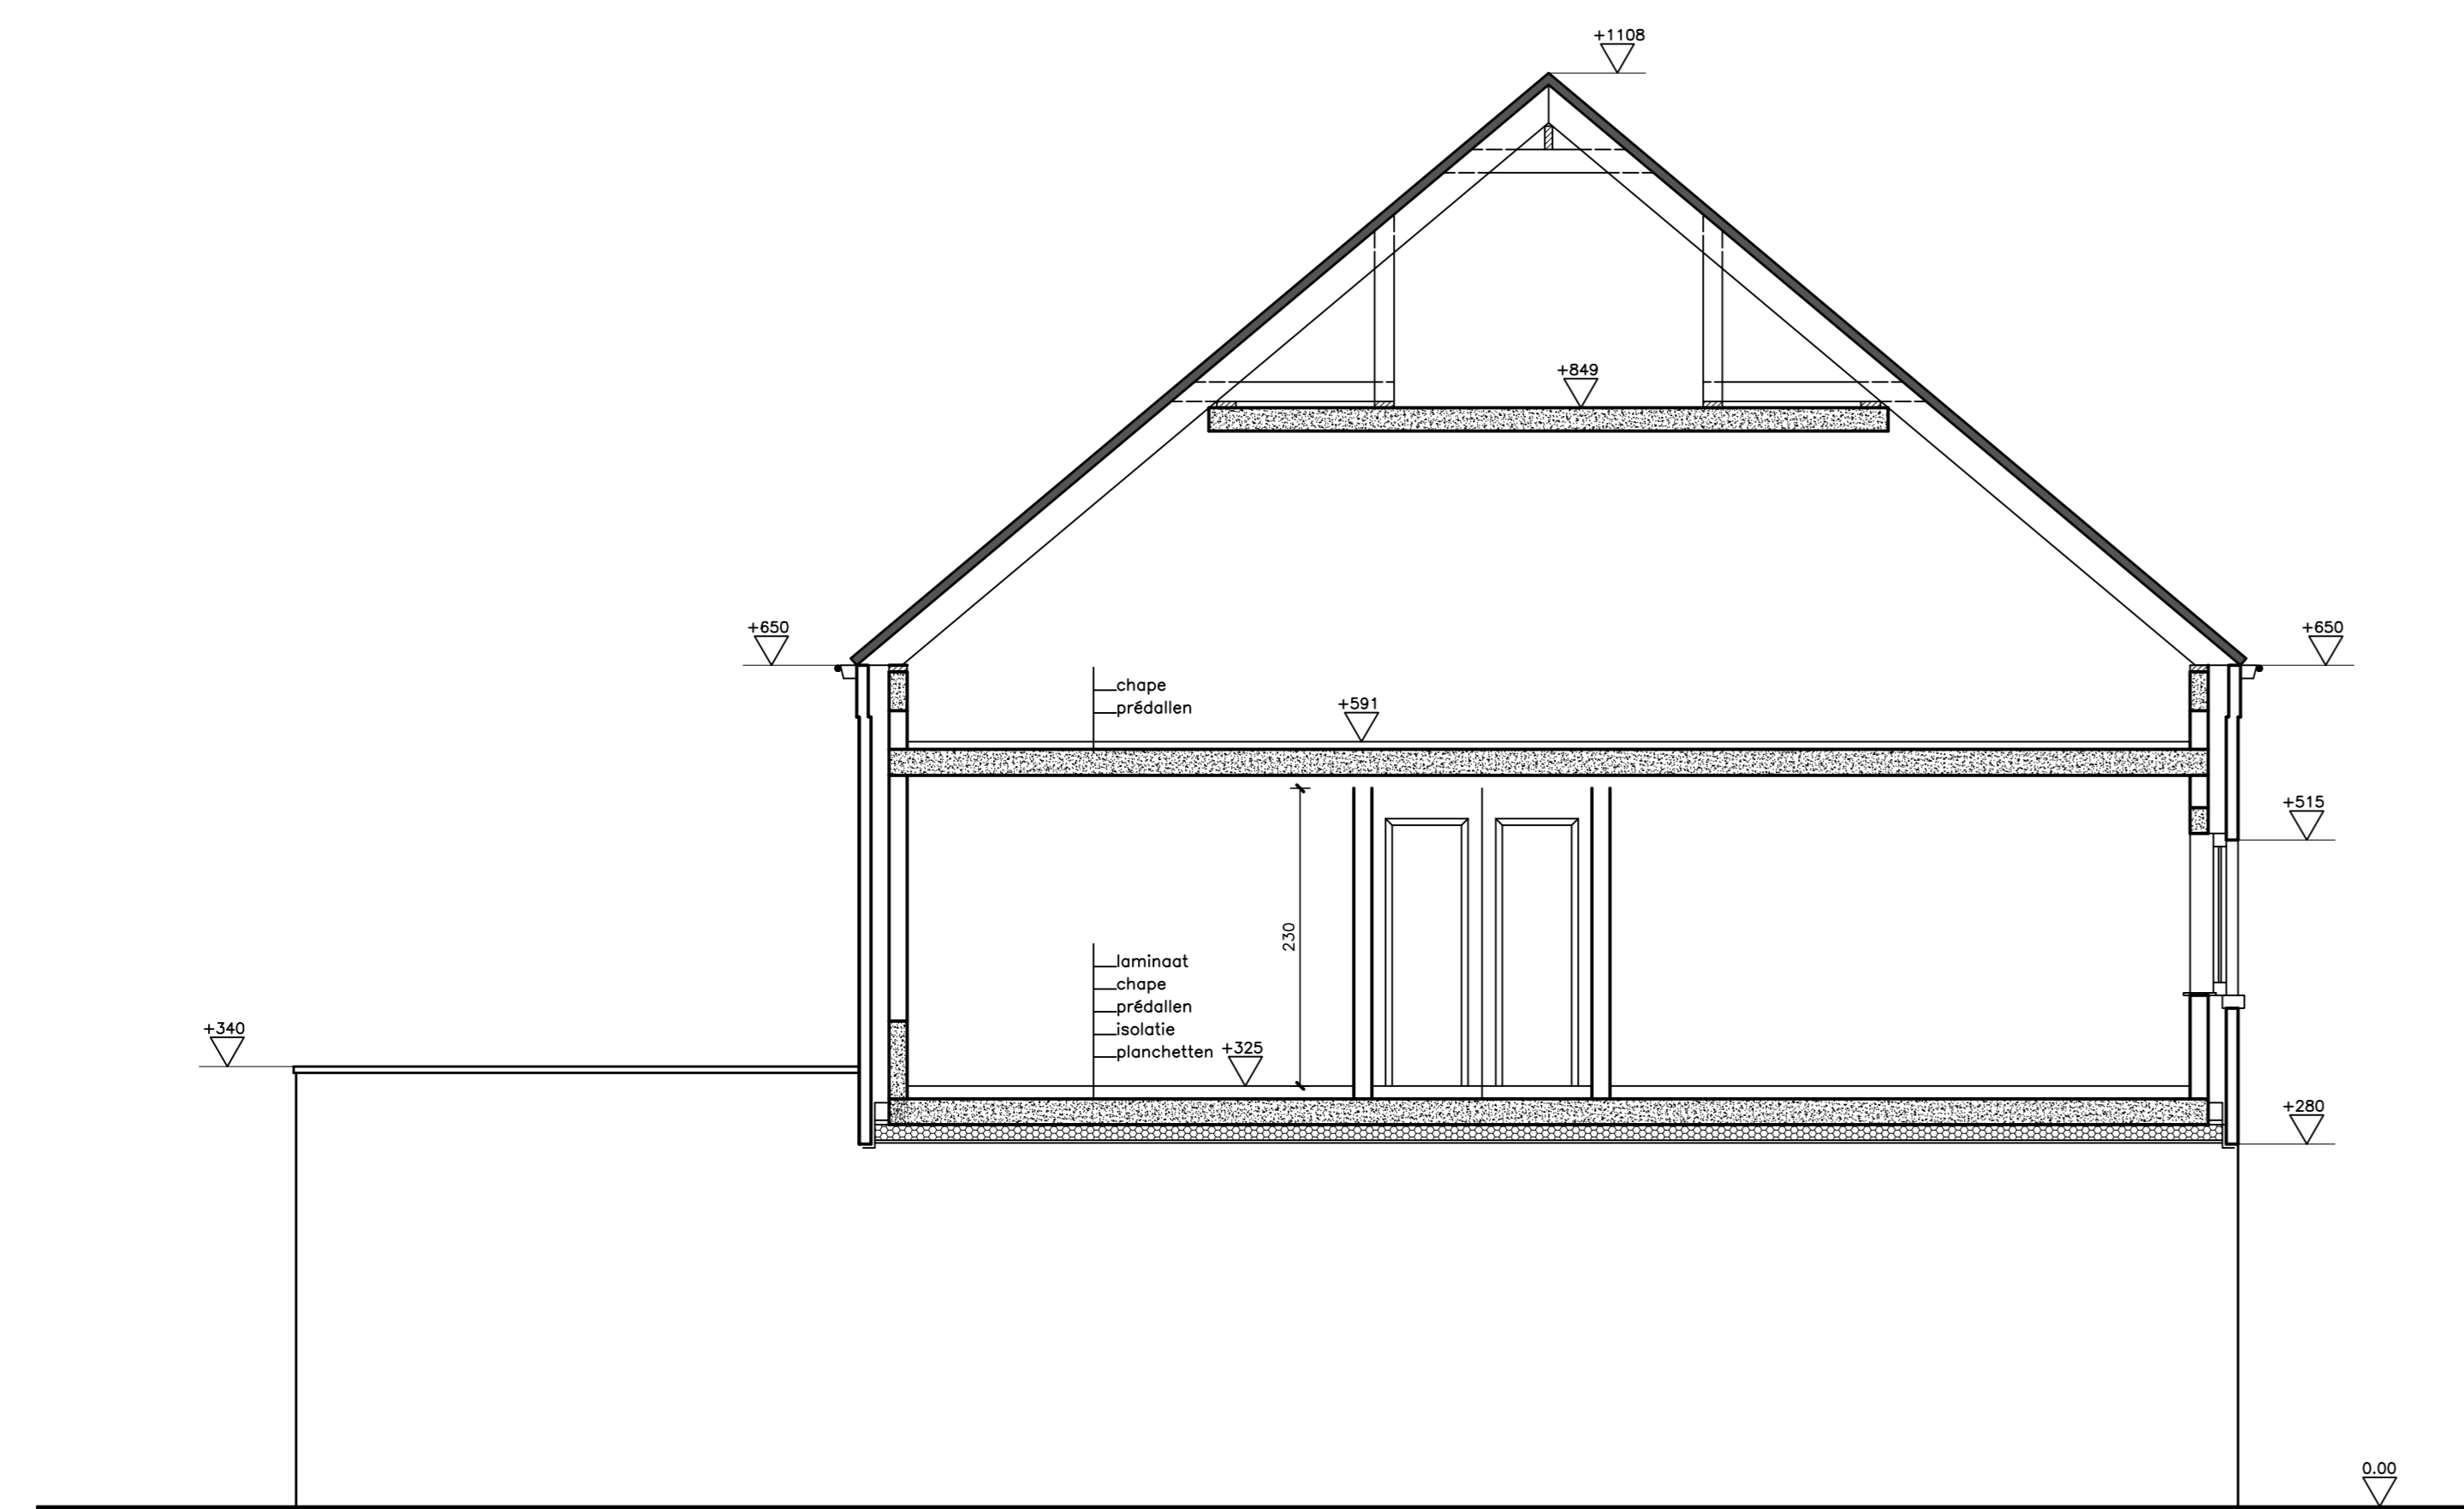 +1108
+849
+650
+650
chape
prédallen
+591
+515
230
laminaat
chape
prédallen
isolatie
planchetten
+325
+340
+280
0.00